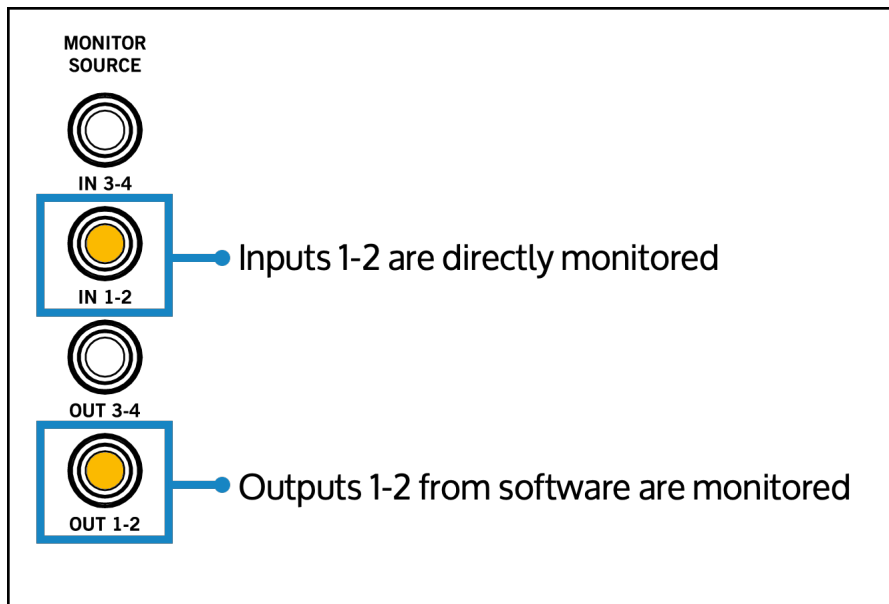 MONITOR
SOURCE
IN 3-4
IN 1-2
Inputs 1-2 are directly monitored
OUT 3-4
OUT 1-2
Outputs 1-2 from software are monitored